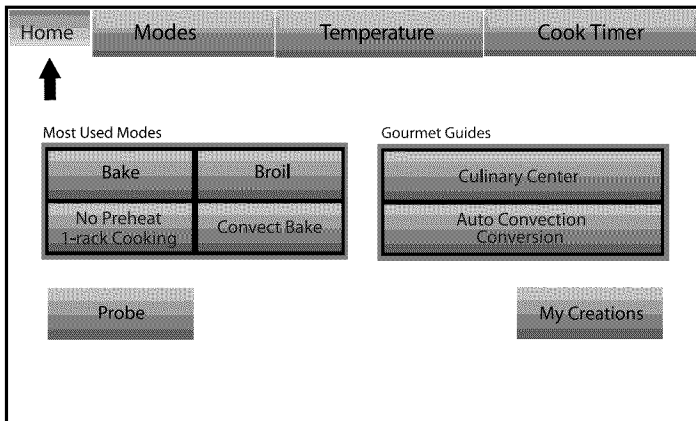 Home Modes Temperature Cook Timer
Most Used Modes
Bake Broil
No Preheat
1-rack Cooking
Convect Bake
Gourmet Guides
Culinary Center
Auto Convection
Conversion
Probe
My Creations